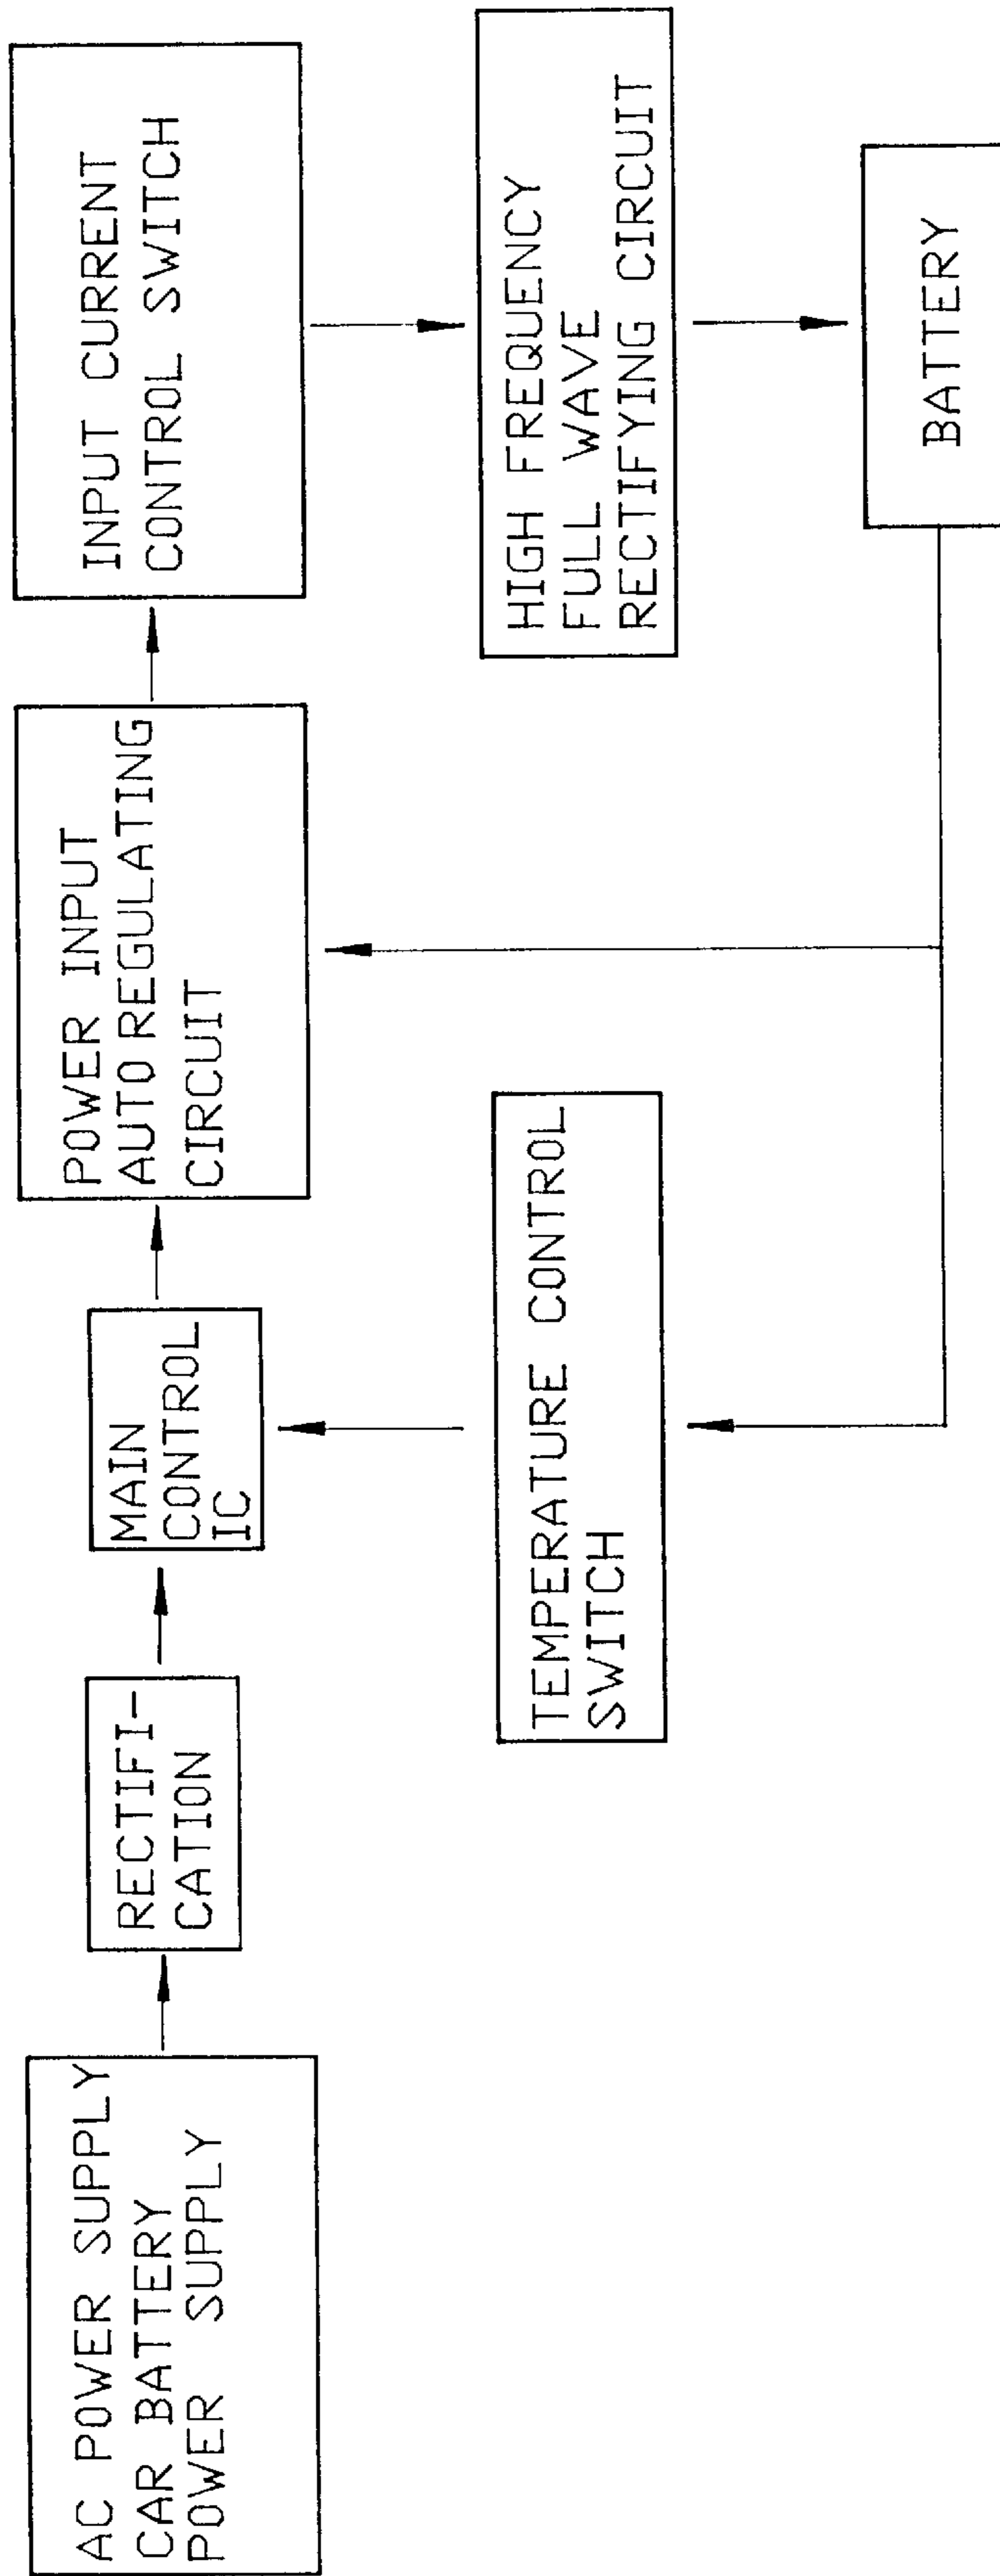 AC POWER SUPPLY
CAR BATTERY
POWER SUPPLY
RECTIFI-
CATION
MAIN
CONTROL
IC
POWER INPUT
AUTO REGULATING
CIRCUIT
INPUT CURRENT
CONTROL SWITCH
TEMPERATURE CONTROL
SWITCH
HIGH FREQUENCY
FULL WAVE
RECTIFYING CIRCUIT
BATTERY